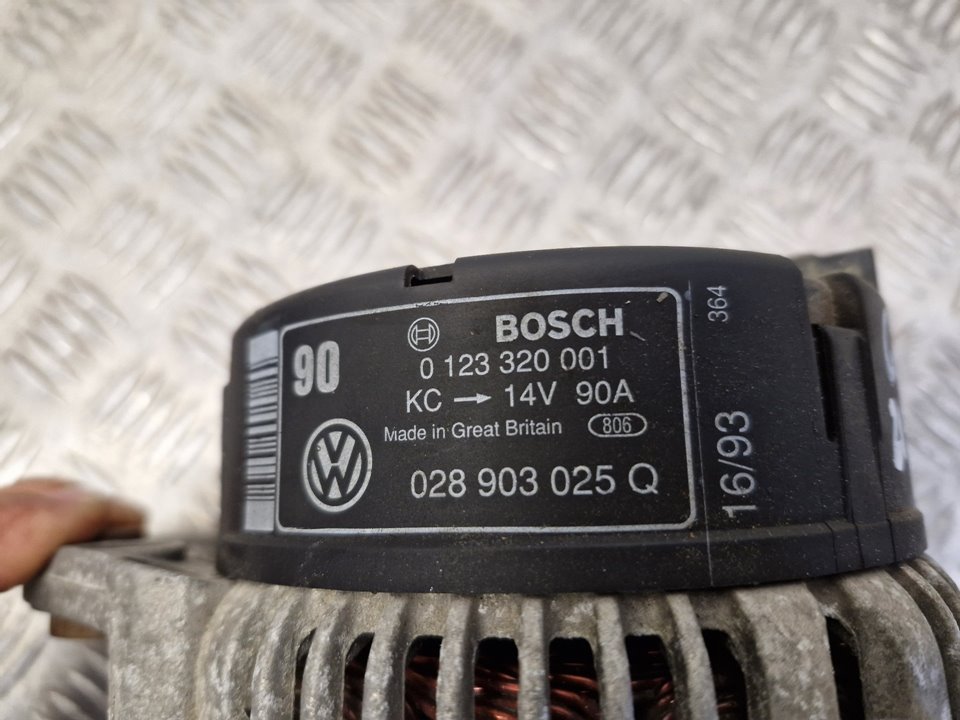 90
BOSCH
0 123 320 001
KC → 14V 90A
Made in Great Britain 806
028 903 025 Q
16/93
364